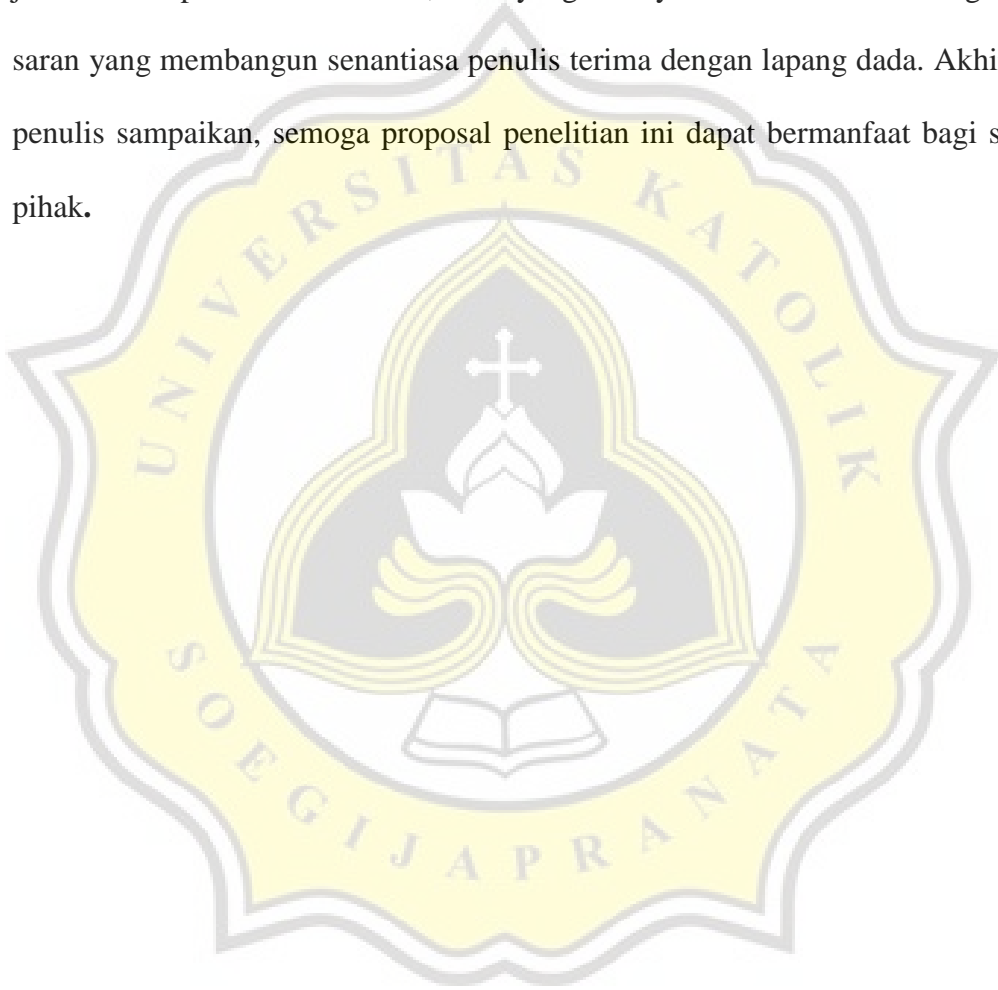 saran yang membangun senantiasa penulis terima dengan lapang dada. Akhi
penulis sampaikan, semoga proposal penelitian ini dapat bermanfaat bagi s
pihak.
UNIVERSITAS KATOLIK
SOEGIJAPRANATA